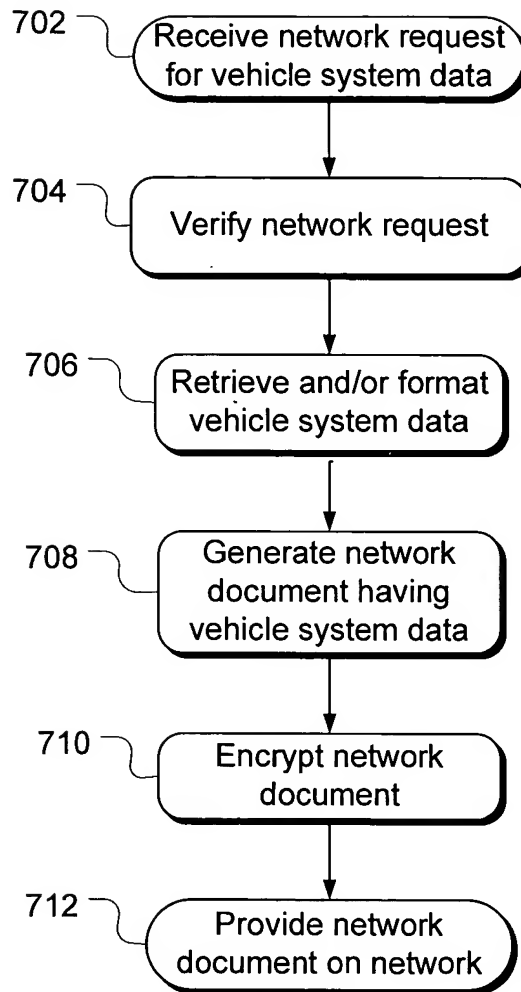 702
Receive network request
for vehicle system data
704
Verify network request
706
Retrieve and/or format
vehicle system data
708
Generate network
document having
vehicle system data
710
Encrypt network
document
712
Provide network
document on network